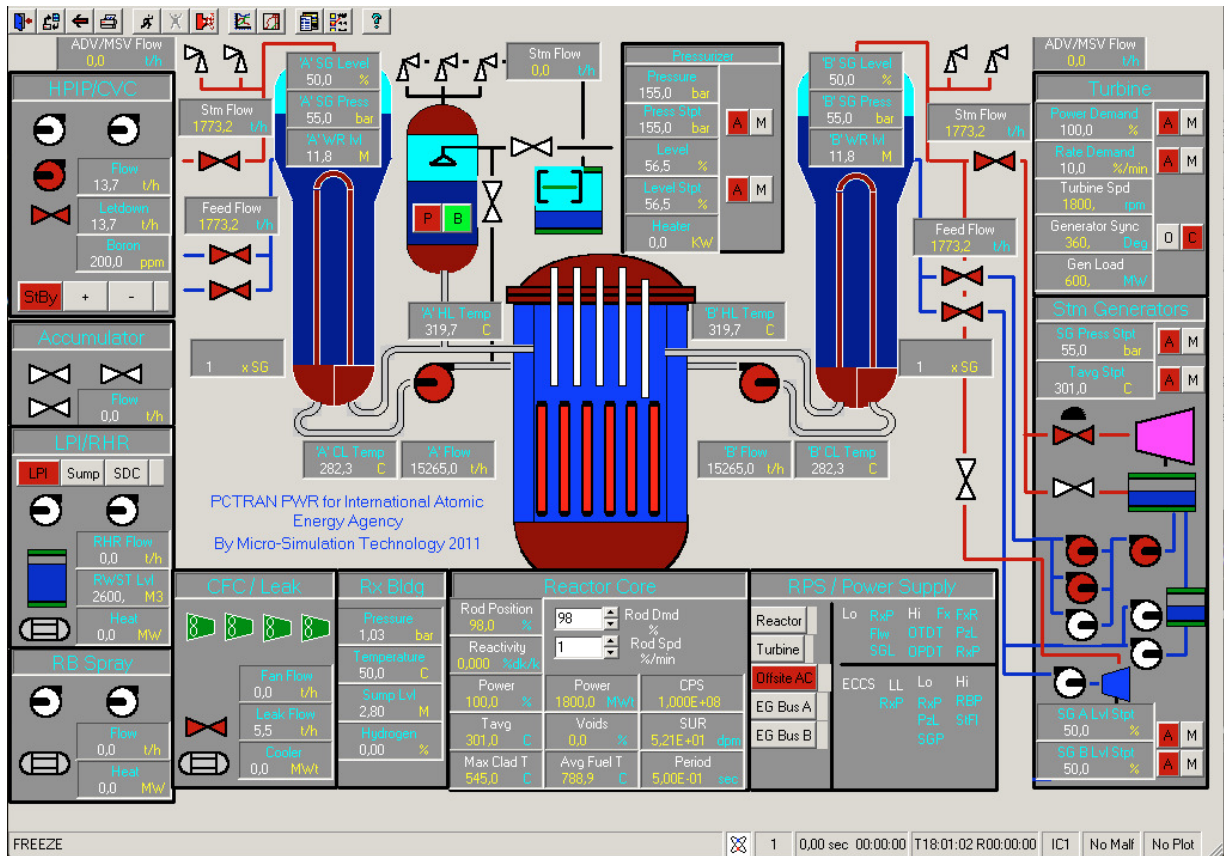 ADV/MSV Flow
0,0 t/h
HPIP/CVC
Flow
13,7 t/h
Letdown
13,7 t/h
Boron
200,0 ppm
StBy + -
Accumulator
Flow
0,0 t/h
LPI/RHR
LPI Sump SDC
RHR Flow
0,0 t/h
RWST Lvl
2600, M3
Heat
0,0 MW
RB Spray
Flow
0,0 t/h
Heat
0,0 MW
Stm Flow
1773,2 t/h
Feed Flow
1773,2 t/h
1 x SG
'A' SG Level
50,0 %
'A' SG Press
55,0 bar
'A' WR lvl
11,8 M
P B
Stm Flow
0,0 t/h
Pressurizer
Pressure
155,0 bar
Press Stpt
155,0 bar
A M
Level
56,5 %
Level Stpt
56,5 %
A M
Heater
0,0 KW
'B' SG Level
50,0 %
'B' SG Press
55,0 bar
'B' WR lvl
11,8 M
Stm Flow
1773,2 t/h
Feed Flow
1773,2 t/h
1 x SG
'A' HL Temp
319,7 C
'B' HL Temp
319,7 C
'A' CL Temp
282,3 C
'A' Flow
15265,0 t/h
'B' Flow
15265,0 t/h
'B' CL Temp
282,3 C
PCTRAN PWR for International Atomic
Energy Agency
By Micro-Simulation Technology 2011
ADV/MSV Flow
0,0 t/h
Turbine
Power Demand
100,0 %
A M
Rate Demand
10,0 %/min
A M
Turbine Spd
1800, rpm
Generator Sync
360, Deg
O C
Gen Load
600, MW
Stm Generators
SG Press Stpt
55,0 bar
A M
Tavg Stpt
301,0 C
A M
SG A Lvl Stpt
50,0 %
A M
SG B Lvl Stpt
50,0 %
A M
CFC / Leak
Fan Flow
0,0 t/h
Leak Flow
5,5 t/h
Cooler
0,0 MWt
Rx Bldg
Pressure
1,03 bar
Temperature
50,0 C
Sump Lvl
2,80 M
Hydrogen
0,00 %
Reactor Core
Rod Position
98,0 %
98 Rod Dmd
%
Reactivity
0,000 %dk/k
1 Rod Spd
%/min
Power
100,0 %
Power
1800,0 MWt
CPS
1,000E+08
Tavg
301,0 C
Voids
0,0 %
SUR
5,21E+01 dpm
Max Clad T
545,0 C
Avg Fuel T
788,9 C
Period
5,00E-01 sec
RPS / Power Supply
Reactor
Turbine
Offsite AC
EG Bus A
EG Bus B
Lo RxP Hi Fx FxR
Flw OTDT PzL
SGL OPDT RxP
ECCS LL Lo Hi
RxP RxP RBP
PzL StFl
SGP
FREEZE
1 0,00 sec 00:00:00 T18:01:02 R00:00:00 IC1 No Malf No Plot